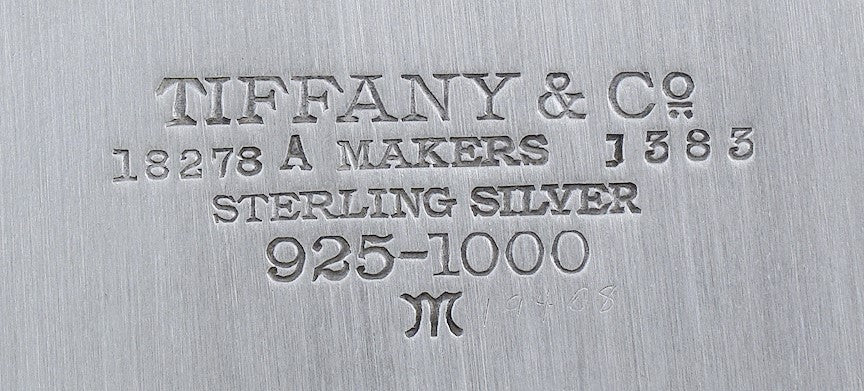 TIFFANY & Co
18278 A MAKERS 1383
STERLING SILVER
925-1000
M